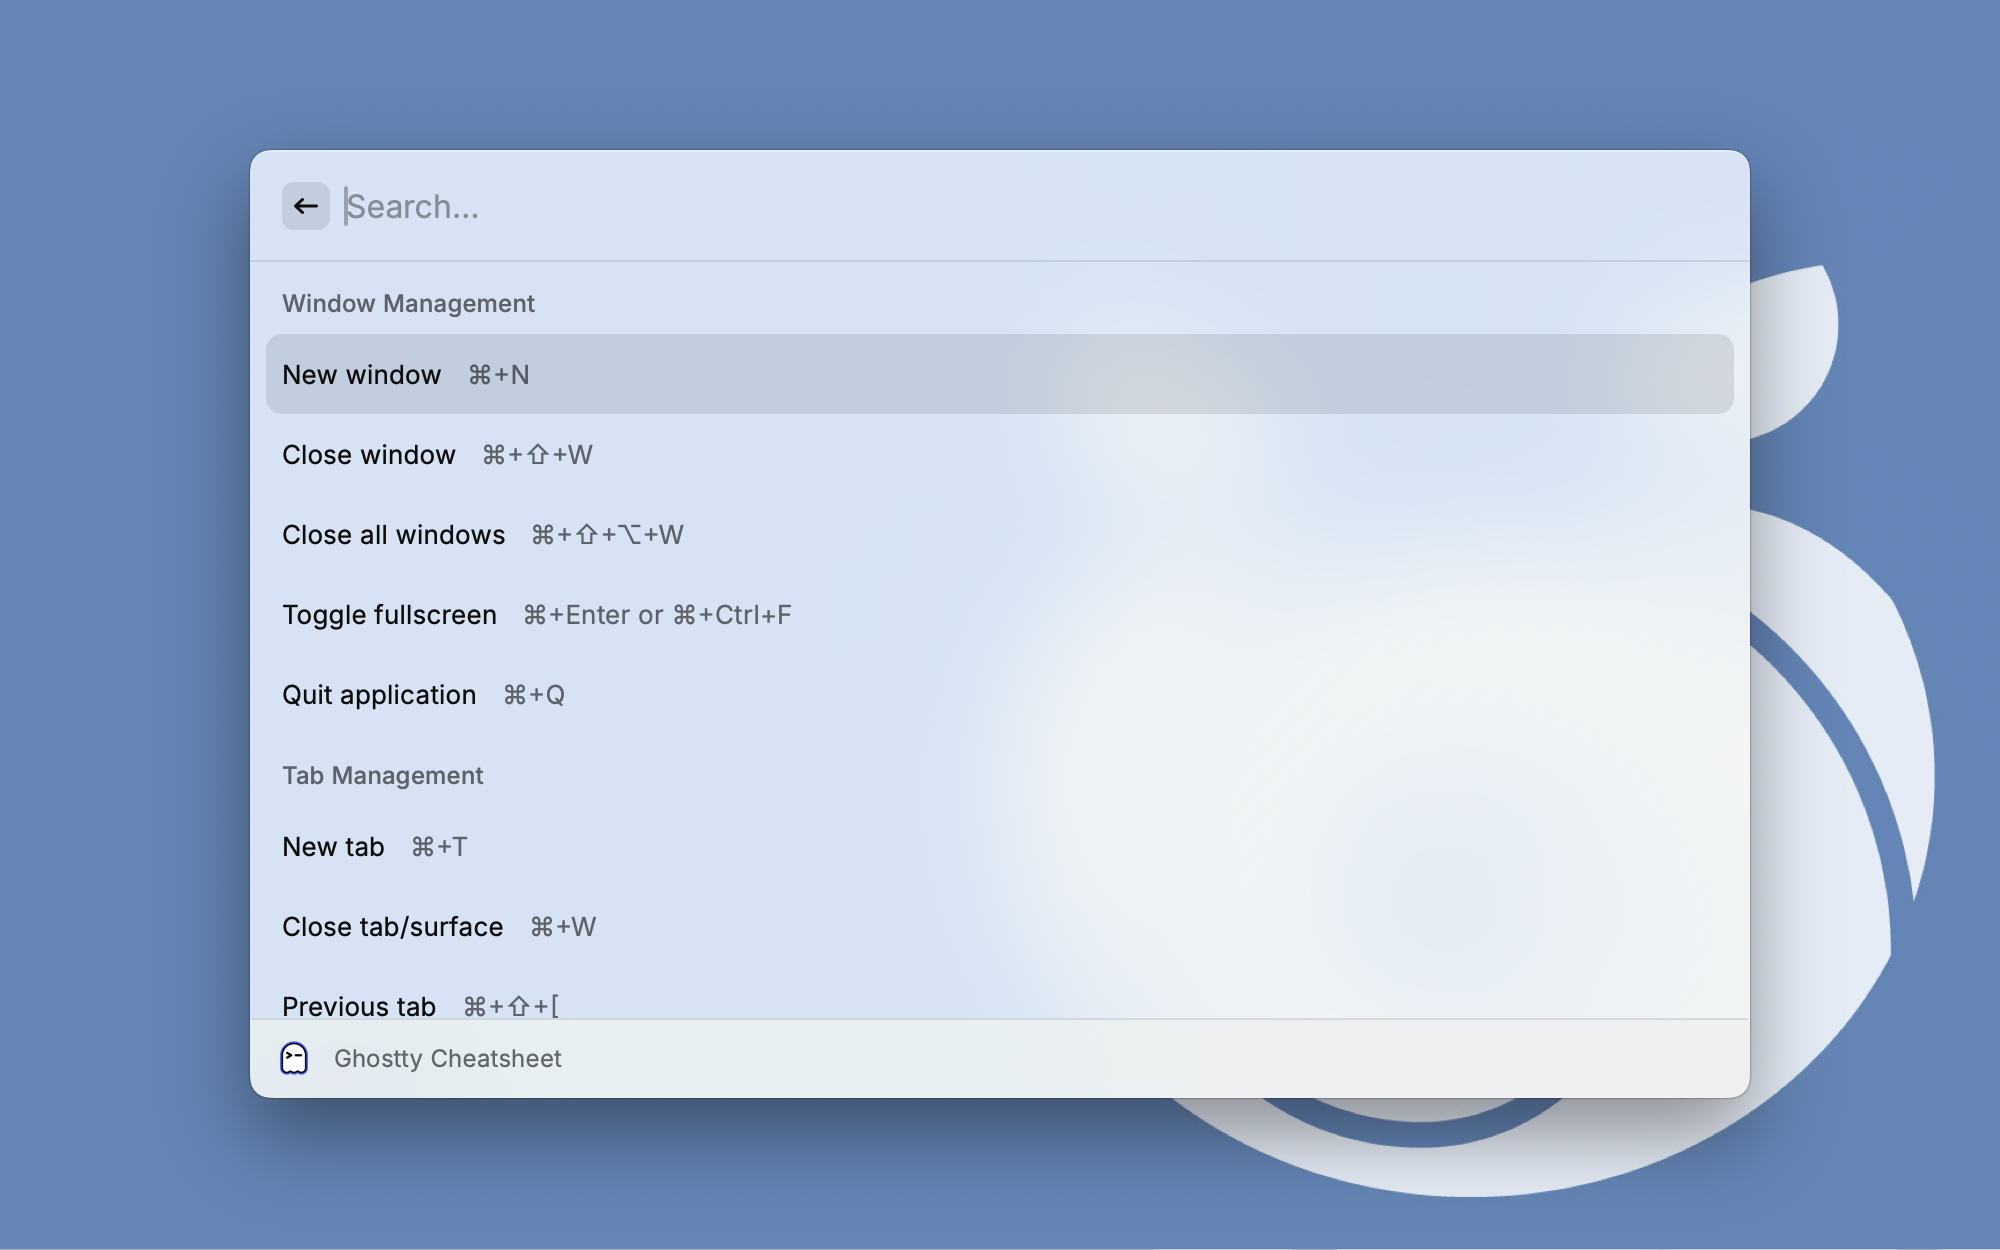 Search...
Window Management
New window ⌘+N
Close window ⌘+⇧+W
Close all windows ⌘+⇧+⌥+W
Toggle fullscreen ⌘+Enter or ⌘+Ctrl+F
Quit application ⌘+Q
Tab Management
New tab ⌘+T
Close tab/surface ⌘+W
Previous tab ⌘+⇧+[
Ghostty Cheatsheet